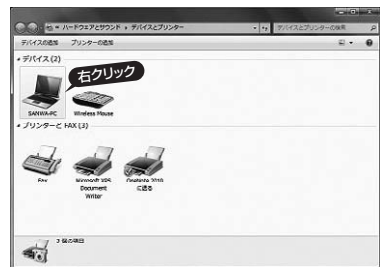 ハードウェアとサウンド ▸ デバイスとプリンター
デバイスとプリンターの検索
デバイスの追加 プリンターの追加
デバイス (2)
右クリック
SANWA-PC
Wireless Mouse
プリンターと FAX (3)
Fax
Microsoft XPS
Document
Writer
OneNote 2010
に送る
3 個の項目